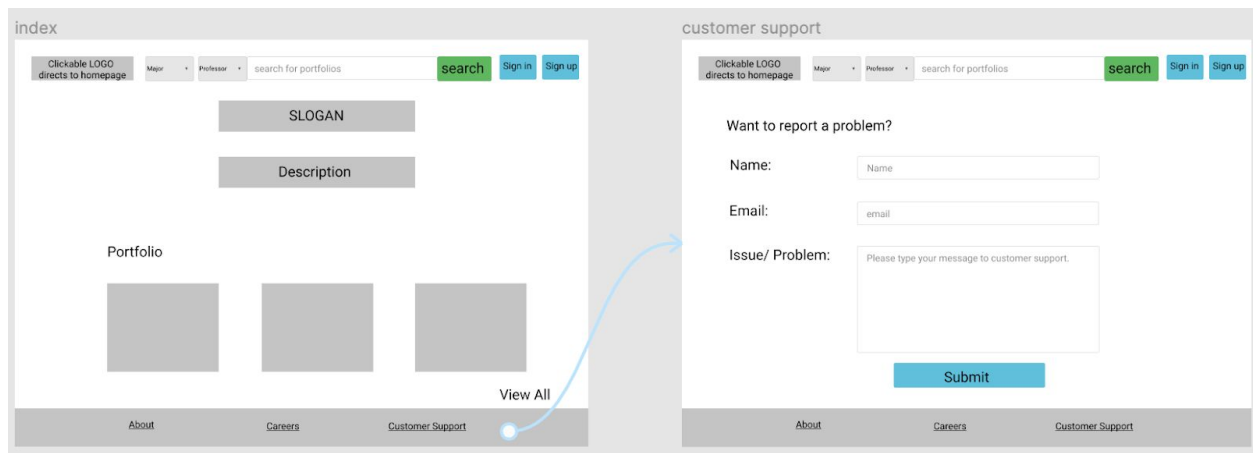 index
Clickable LOGO
directs to homepage
Major
Professor
search for portfolios
search
Sign in
Sign up
SLOGAN
Description
Portfolio
View All
About
Careers
Customer Support
customer support
Clickable LOGO
directs to homepage
Major
Professor
search for portfolios
search
Sign in
Sign up
Want to report a problem?
Name:
Name
Email:
email
Issue/ Problem:
Please type your message to customer support.
Submit
About
Careers
Customer Support